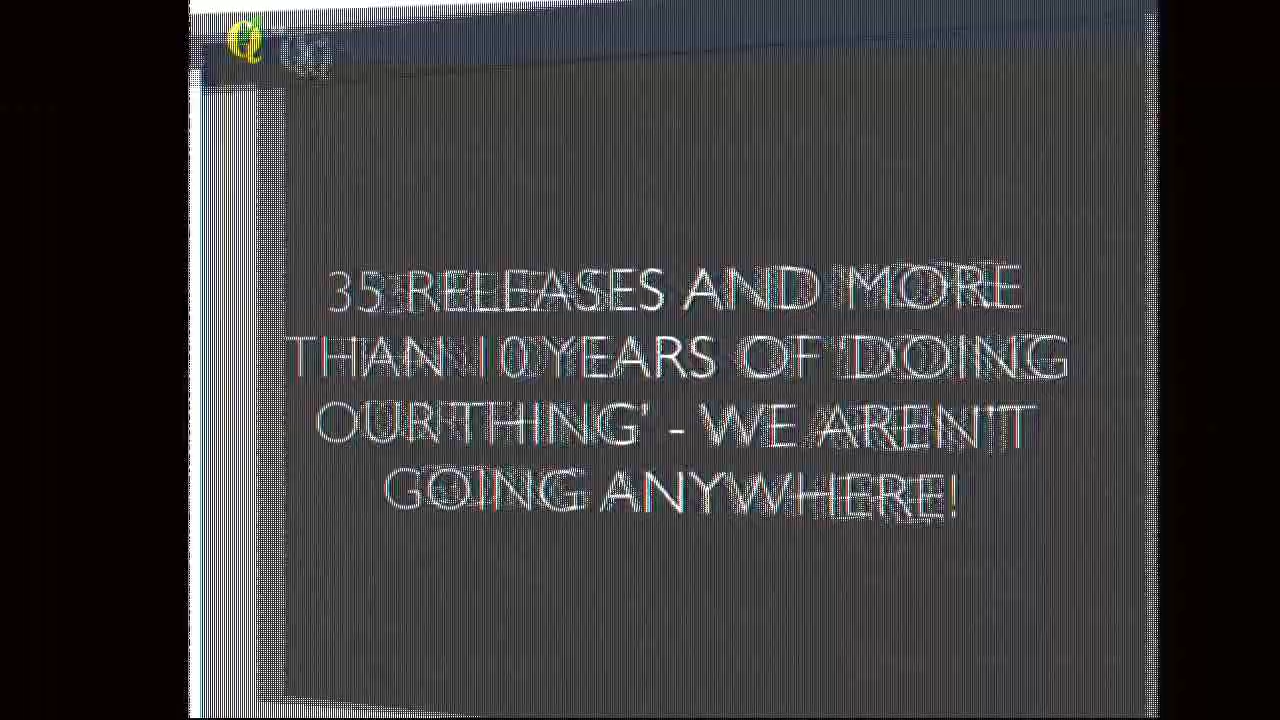 35 RELEASES AND MORE
THAN 10 YEARS OF 'DOING
OUR THING' - WE AREN'T
GOING ANYWHERE!